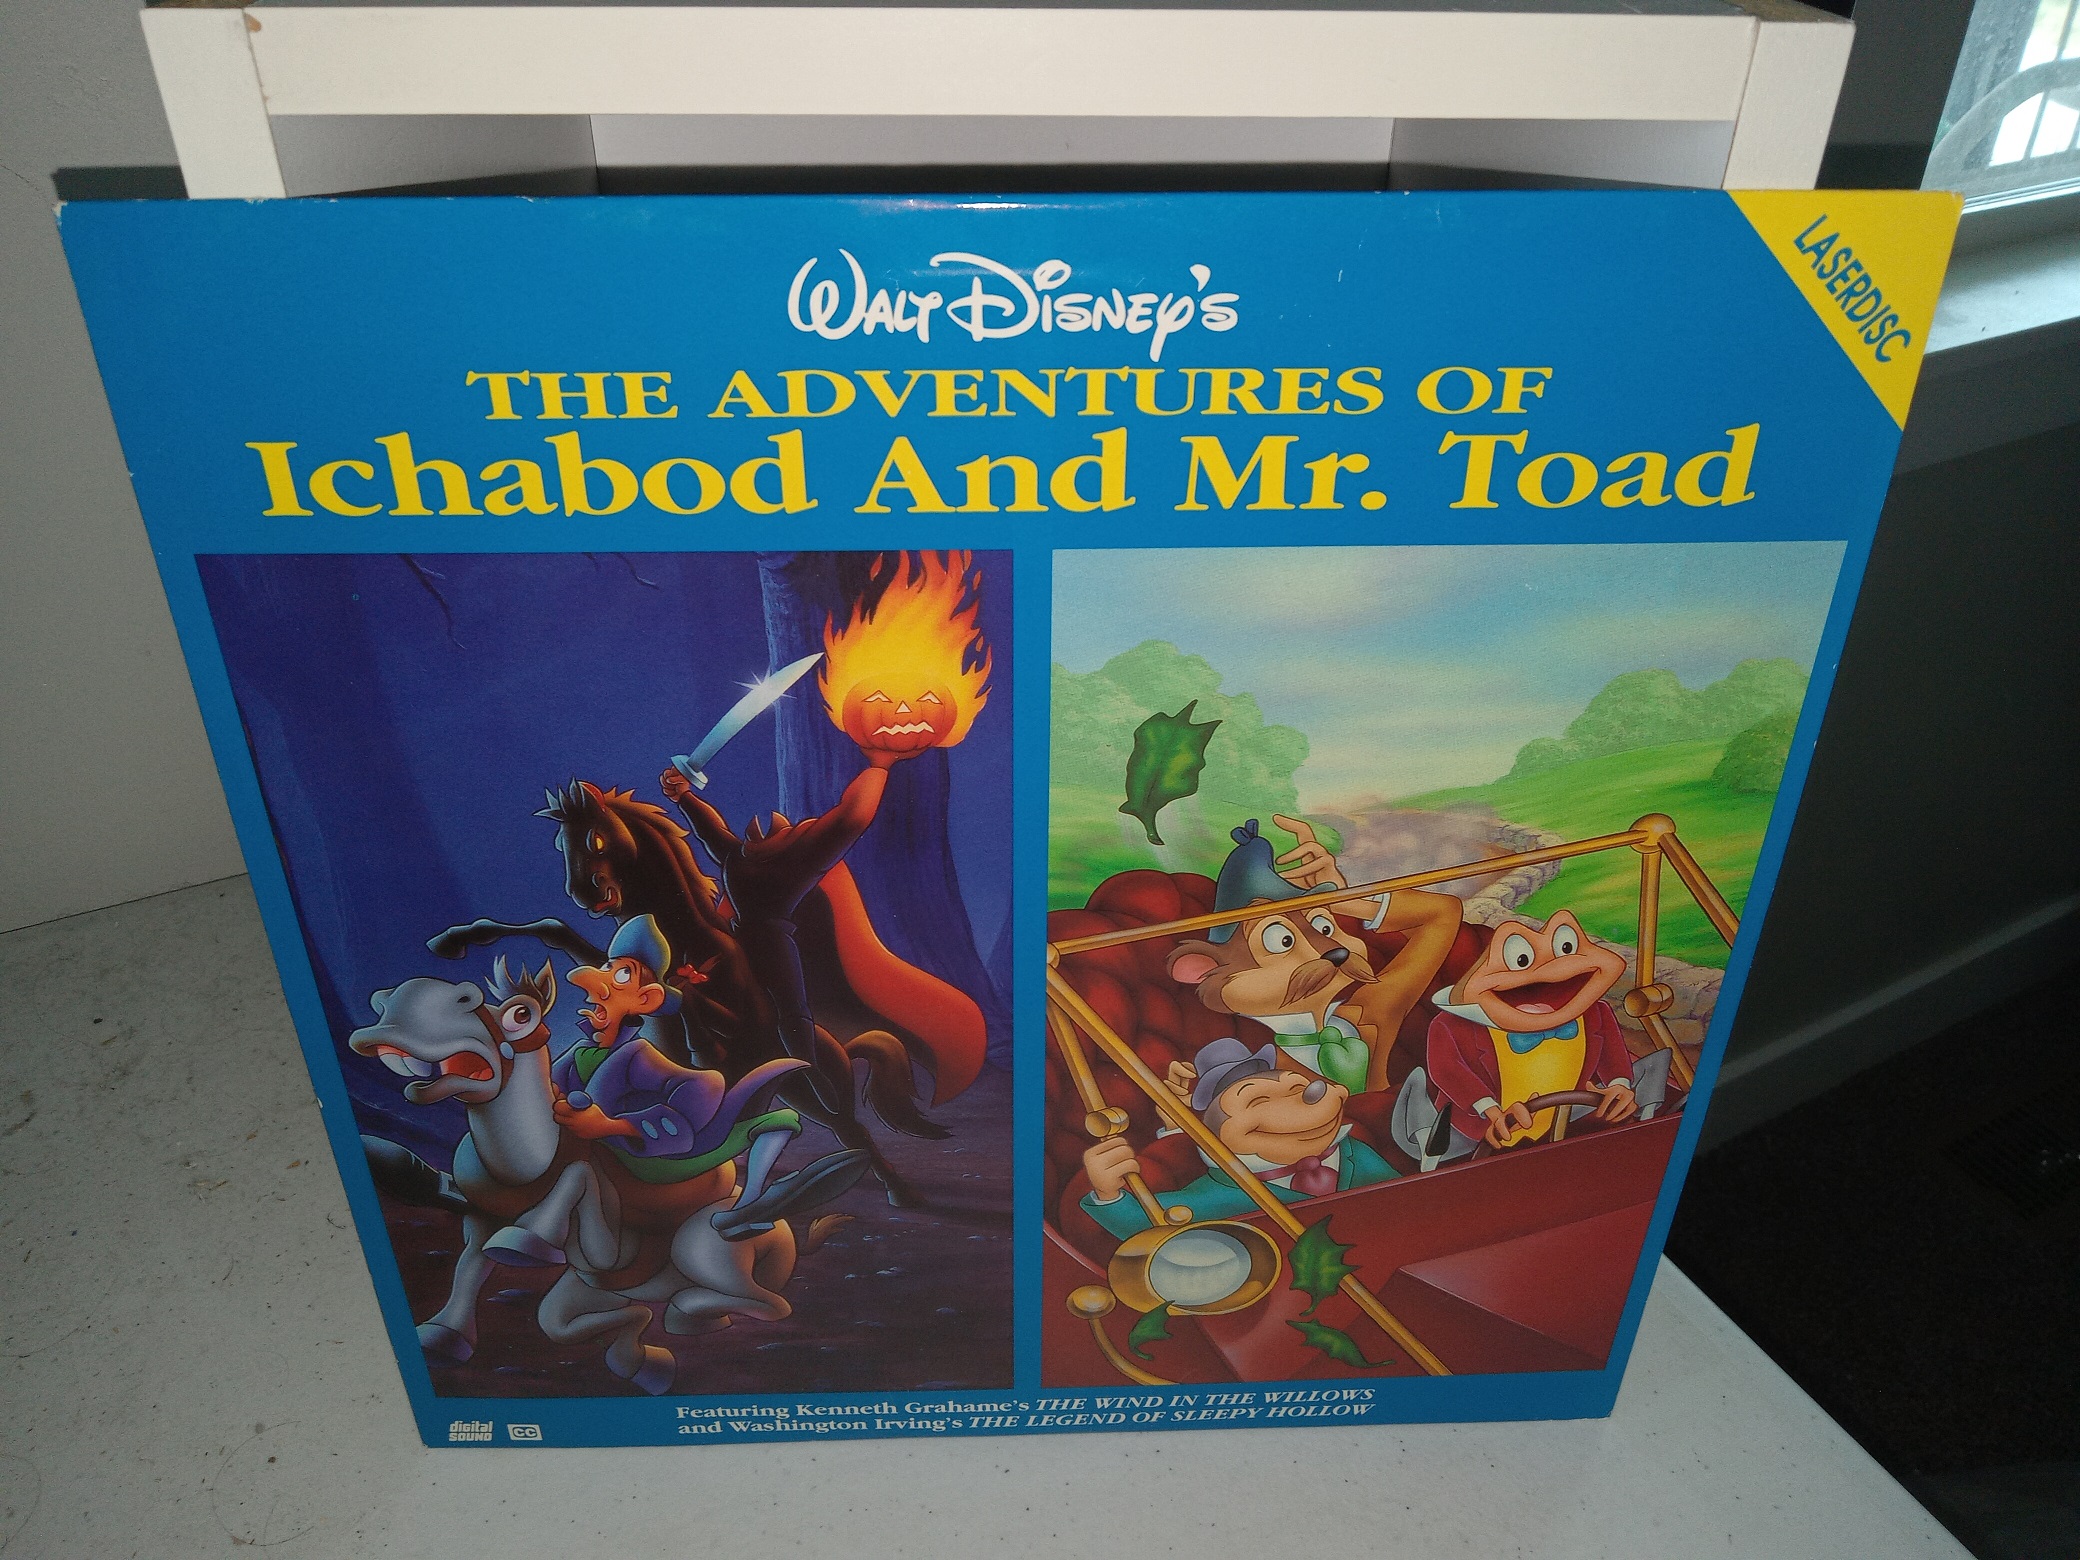 LASERDISC
WALT DISNEY'S
THE ADVENTURES OF
Ichabod And Mr. Toad
Featuring Kenneth Grahame's THE WIND IN THE WILLOWS
and Washington Irving's THE LEGEND OF SLEEPY HOLLOW
digital
SOUND
CC